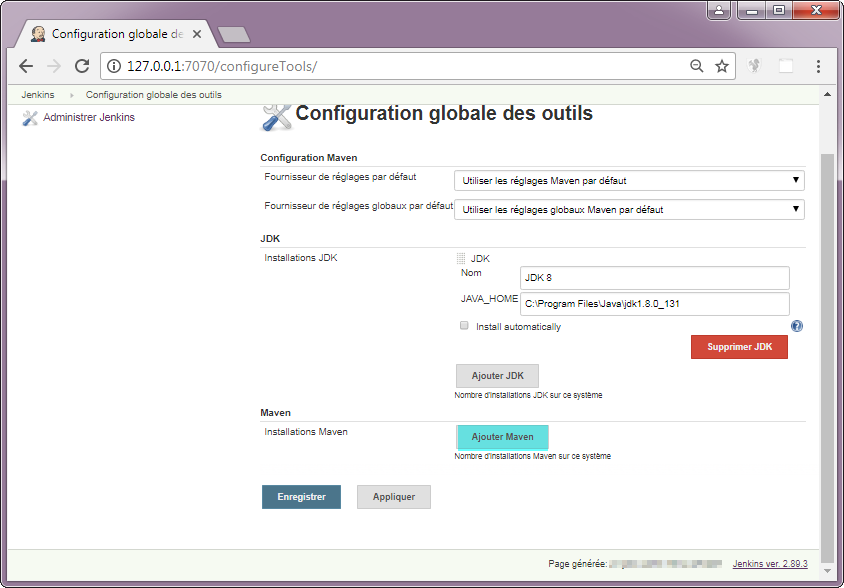 Configuration globale de
127.0.0.1:7070/configureTools/
Jenkins
Configuration globale des outils
Administrer Jenkins
Configuration globale des outils
Configuration Maven
Fournisseur de réglages par défaut
Utiliser les réglages Maven par défaut
Fournisseur de réglages globaux par défaut
Utiliser les réglages globaux Maven par défaut
JDK
Installations JDK
JDK
Nom
JDK 8
JAVA_HOME
C:\Program Files\Java\jdk1.8.0_131
Install automatically
Supprimer JDK
Ajouter JDK
Nombre d'installations JDK sur ce système
Maven
Installations Maven
Ajouter Maven
Nombre d'installations Maven sur ce système
Enregistrer
Appliquer
Page générée:
Jenkins ver. 2.89.3